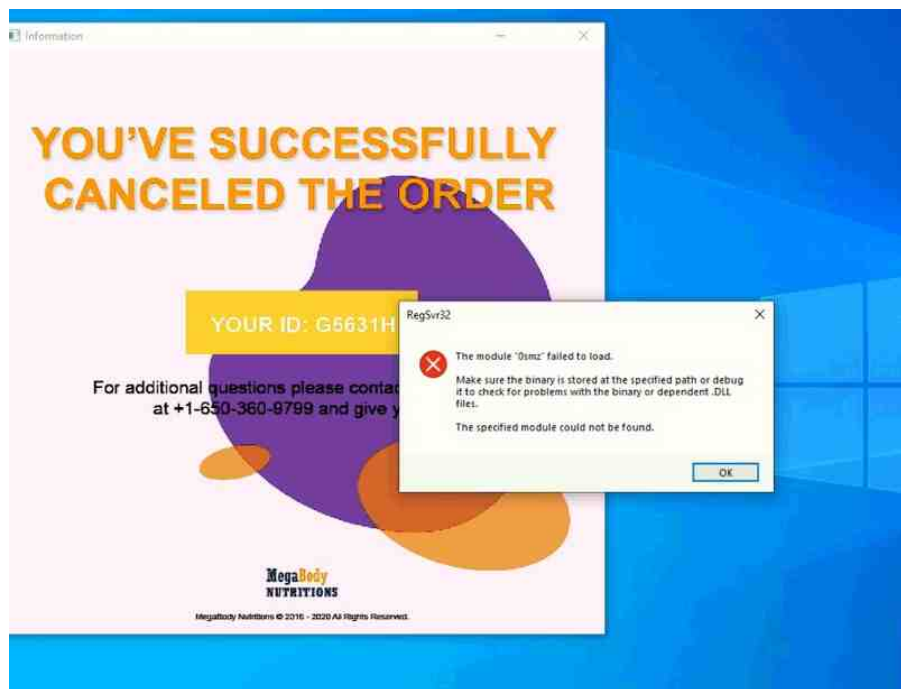 Information
YOU'VE SUCCESSFULLY
CANCELED THE ORDER
YOUR ID: G5631H
For additional questions please contac
at +1-650-360-9799 and give y
RegSvr32
The module "0smz" failed to load.
Make sure the binary is stored at the specified path or debug
it to check for problems with the binary or dependent .DLL
files.
The specified module could not be found.
OK
MegaBody
NUTRITIONS
MegaBody Nutritions © 2016 - 2020 All Rights Reserved.